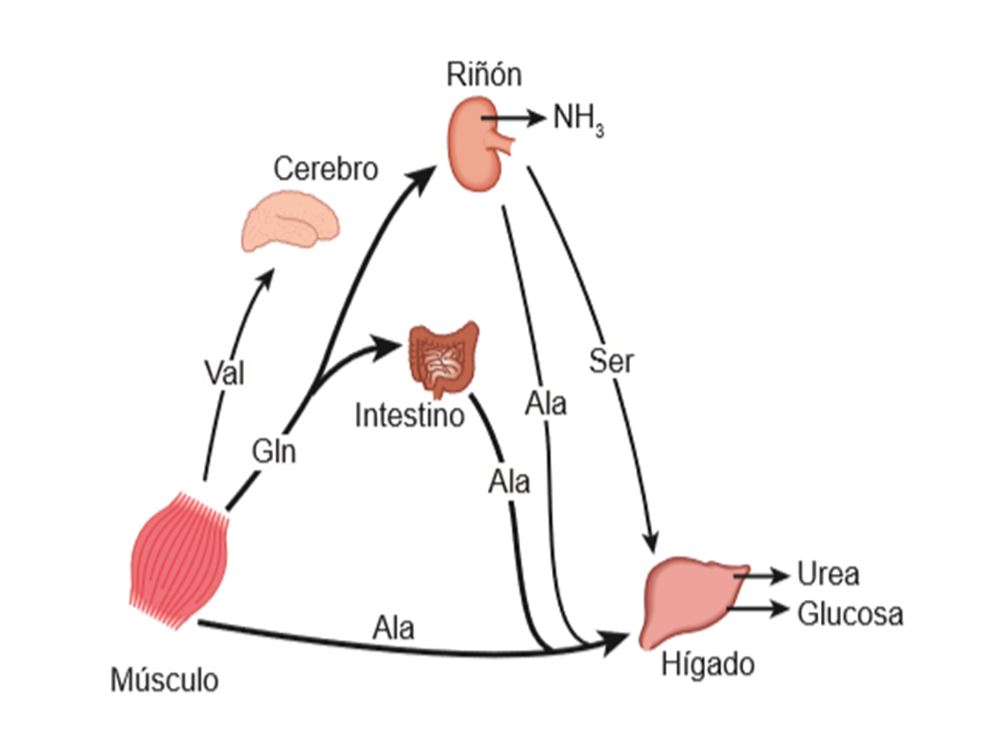 Riñón
NH₃
Cerebro
Val
Gln
Intestino
Ala
Ala
Ser
Ala
Músculo
Hígado
Urea
Glucosa